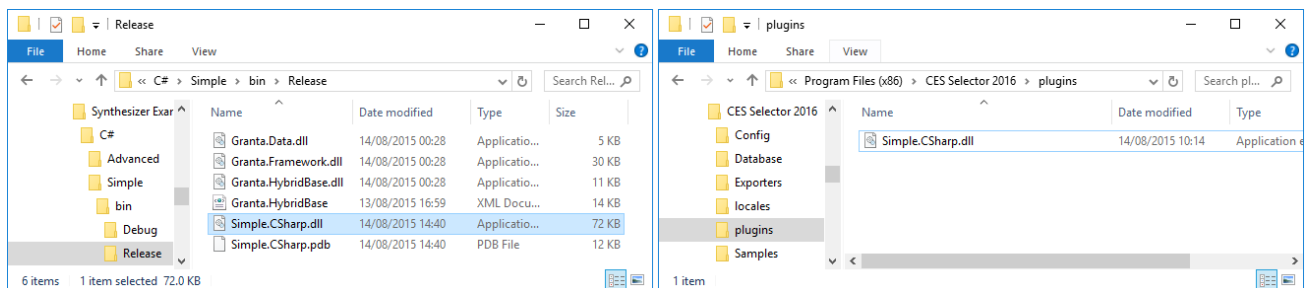 Release
File Home Share View
« C# > Simple > bin > Release
Search Rel...
Synthesizer Exar
C#
Advanced
Simple
bin
Debug
Release
Name Date modified Type Size
Granta.Data.dll 14/08/2015 00:28 Applicatio... 5 KB
Granta.Framework.dll 14/08/2015 00:28 Applicatio... 30 KB
Granta.HybridBase.dll 14/08/2015 00:28 Applicatio... 11 KB
Granta.HybridBase 13/08/2015 16:59 XML Docu... 14 KB
Simple.CSharp.dll 14/08/2015 14:40 Applicatio... 72 KB
Simple.CSharp.pdb 14/08/2015 14:40 PDB File 12 KB
6 items 1 item selected 72.0 KB
plugins
File Home Share View
« Program Files (x86) > CES Selector 2016 > plugins
Search pl...
CES Selector 2016
Config
Database
Exporters
locales
plugins
Samples
Name Date modified Type
Simple.CSharp.dll 14/08/2015 10:14 Application e
1 item